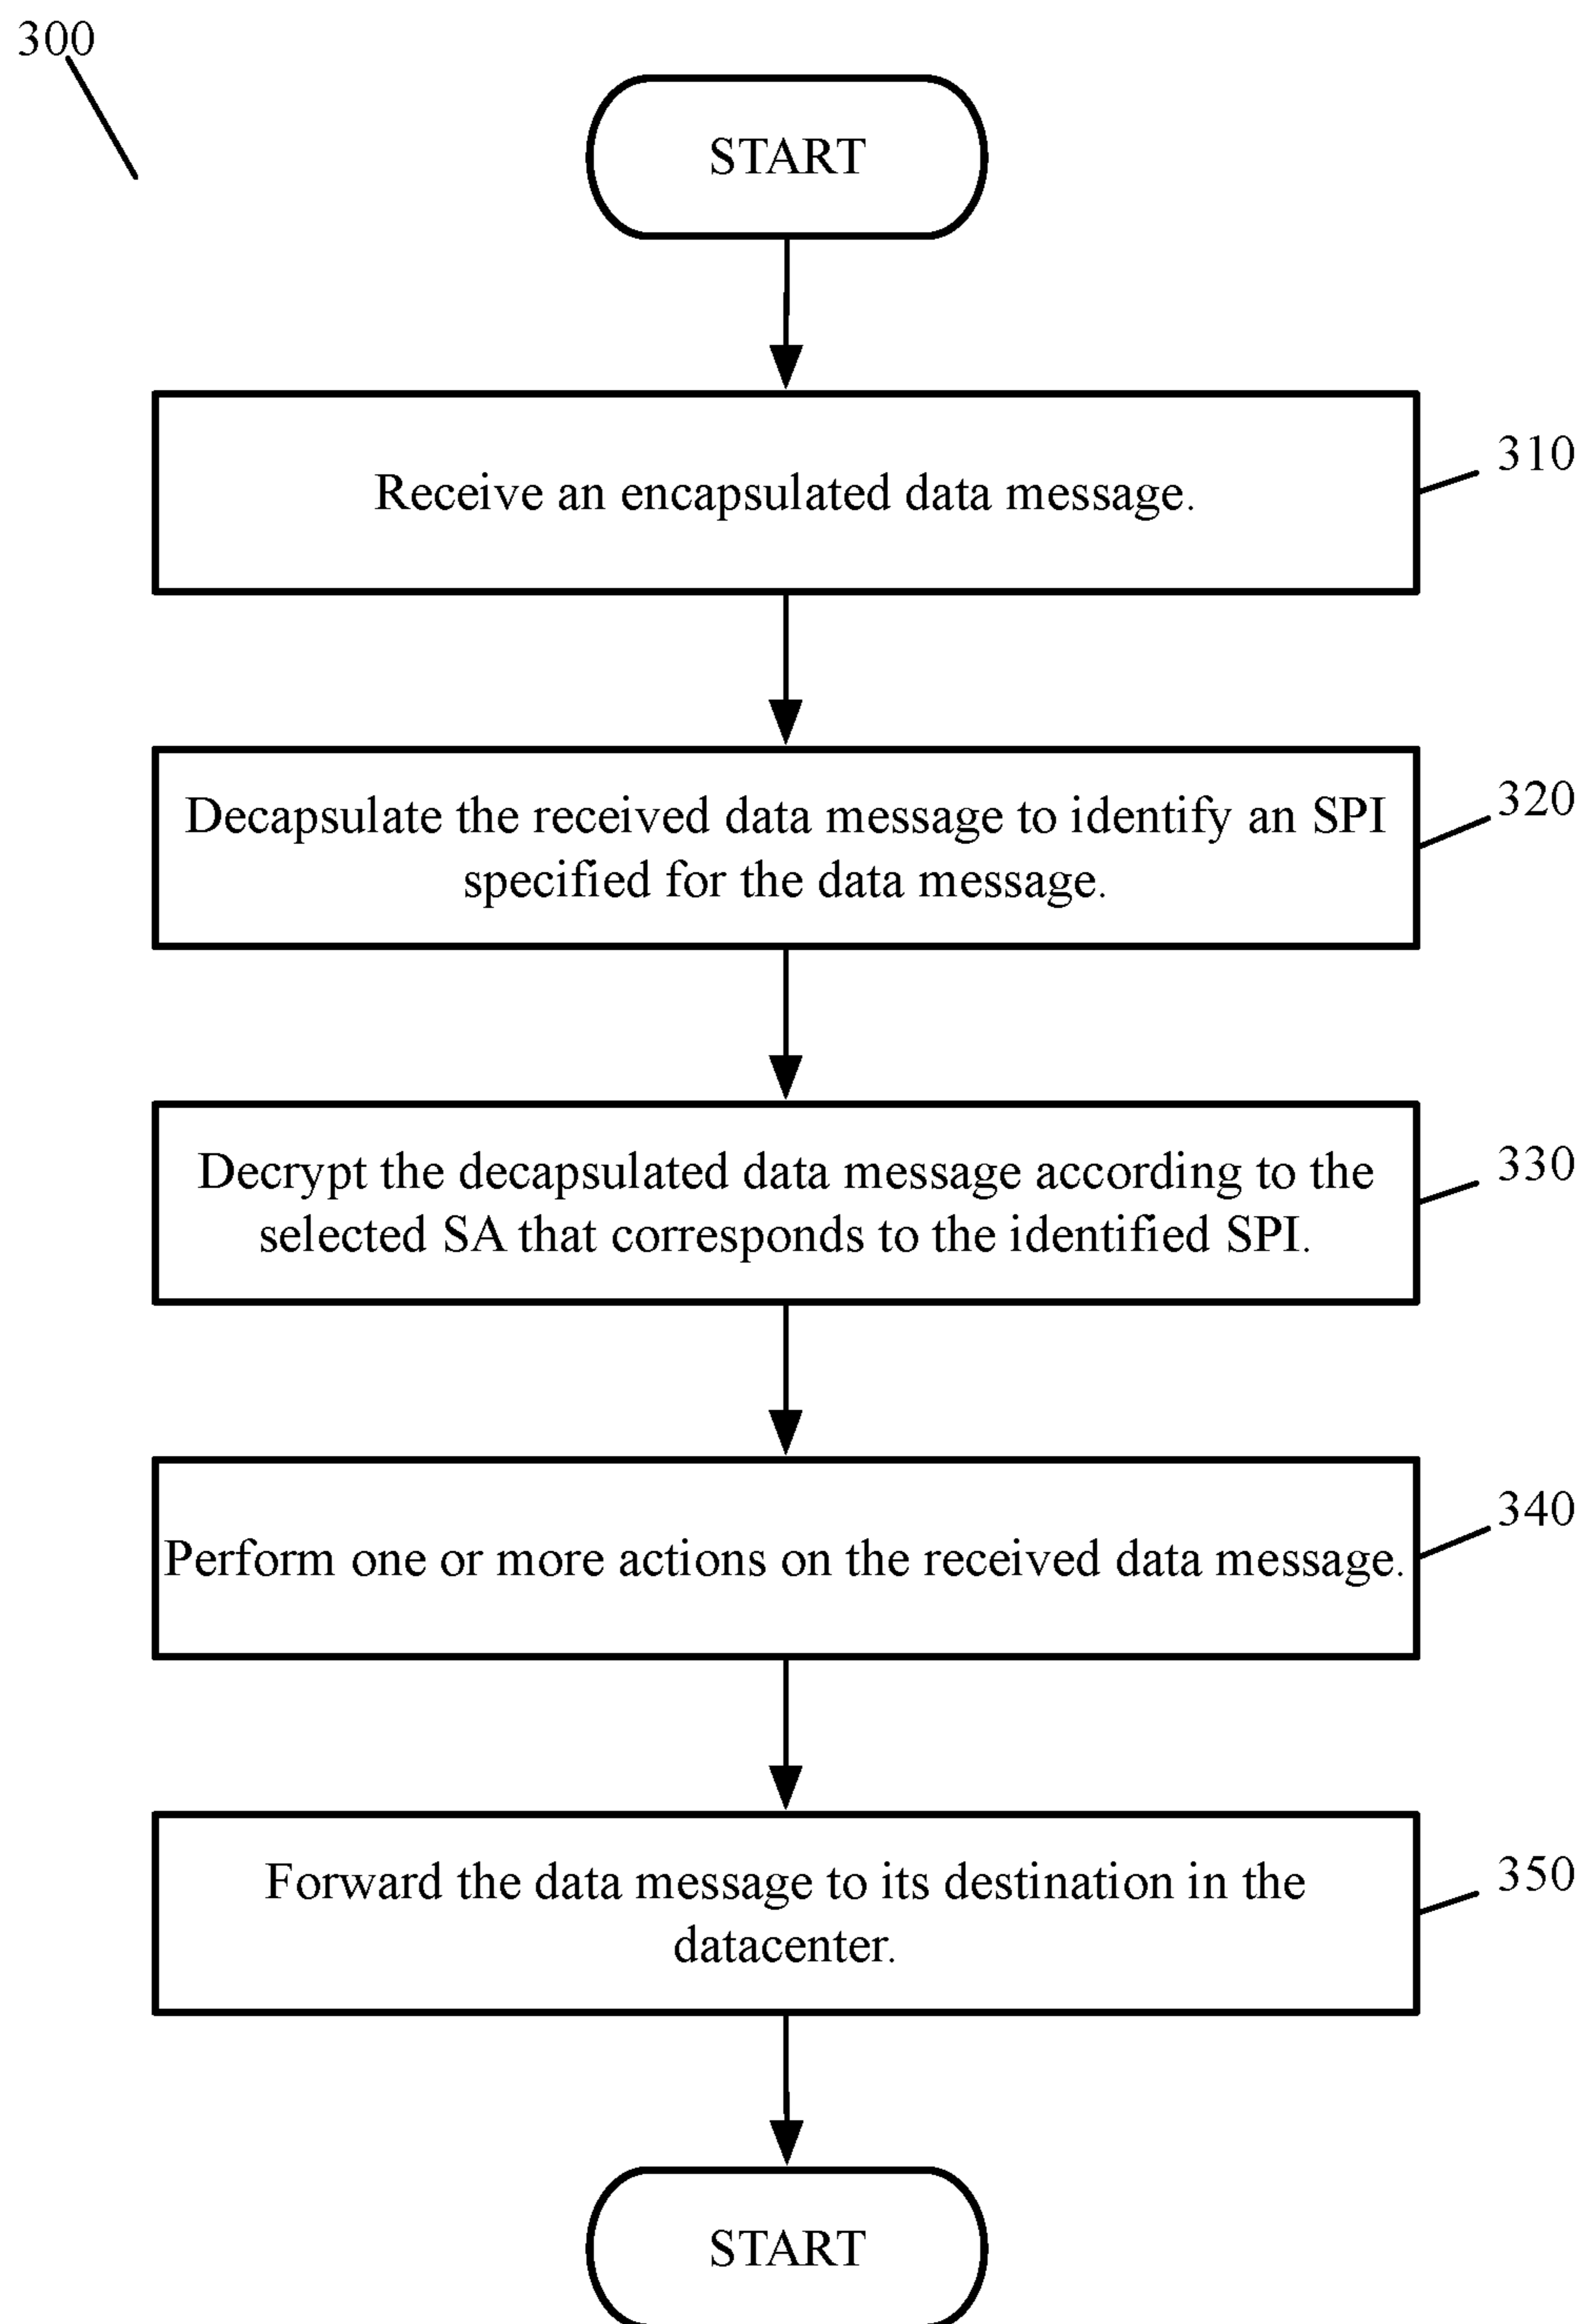 300
START
Receive an encapsulated data message.
310
Decapsulate the received data message to identify an SPI
specified for the data message.
320
Decrypt the decapsulated data message according to the
selected SA that corresponds to the identified SPI.
330
Perform one or more actions on the received data message.
340
Forward the data message to its destination in the
datacenter.
350
START